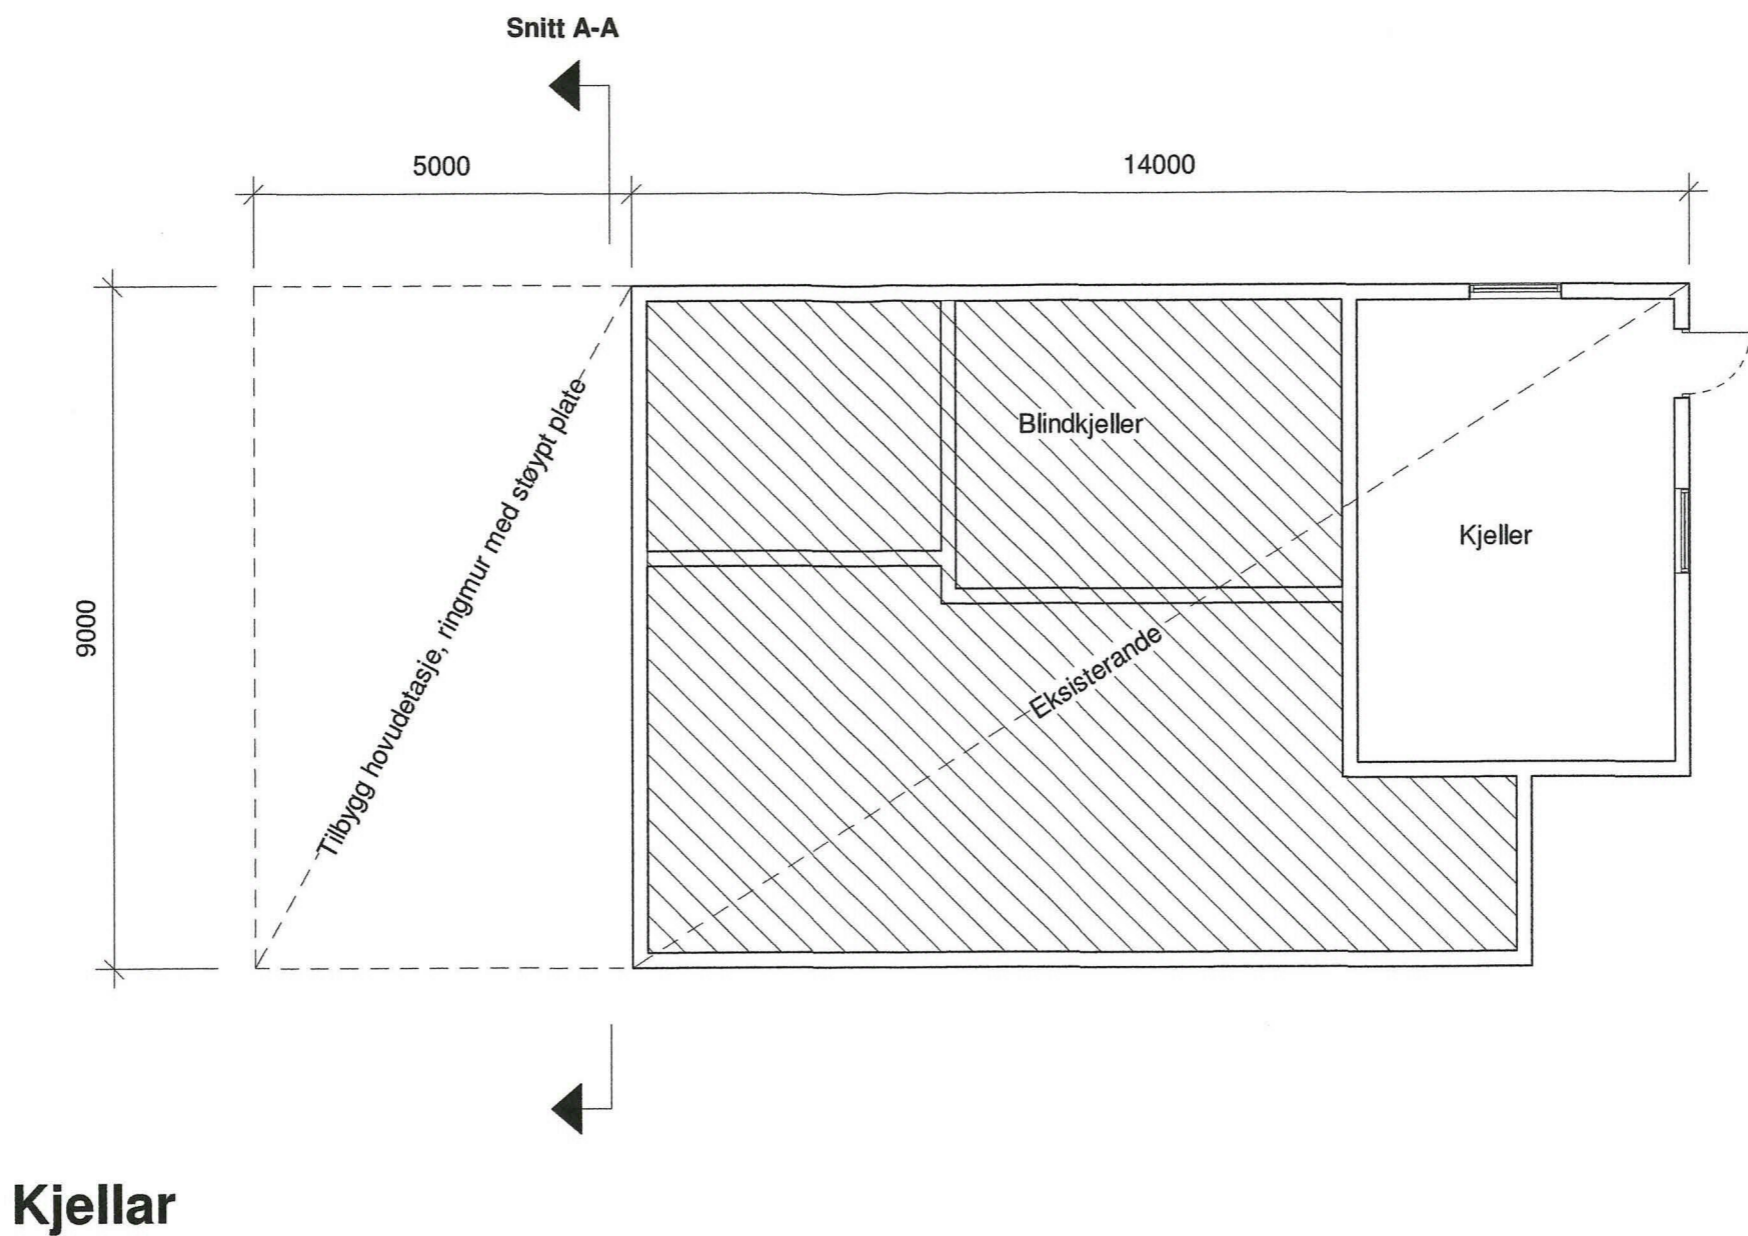 Snitt A-A
5000
14000
9000
Tilbygg hovudetasje, ringmur med støypt plate
Blindkjeller
Kjeller
Eksisterande
Kjellar